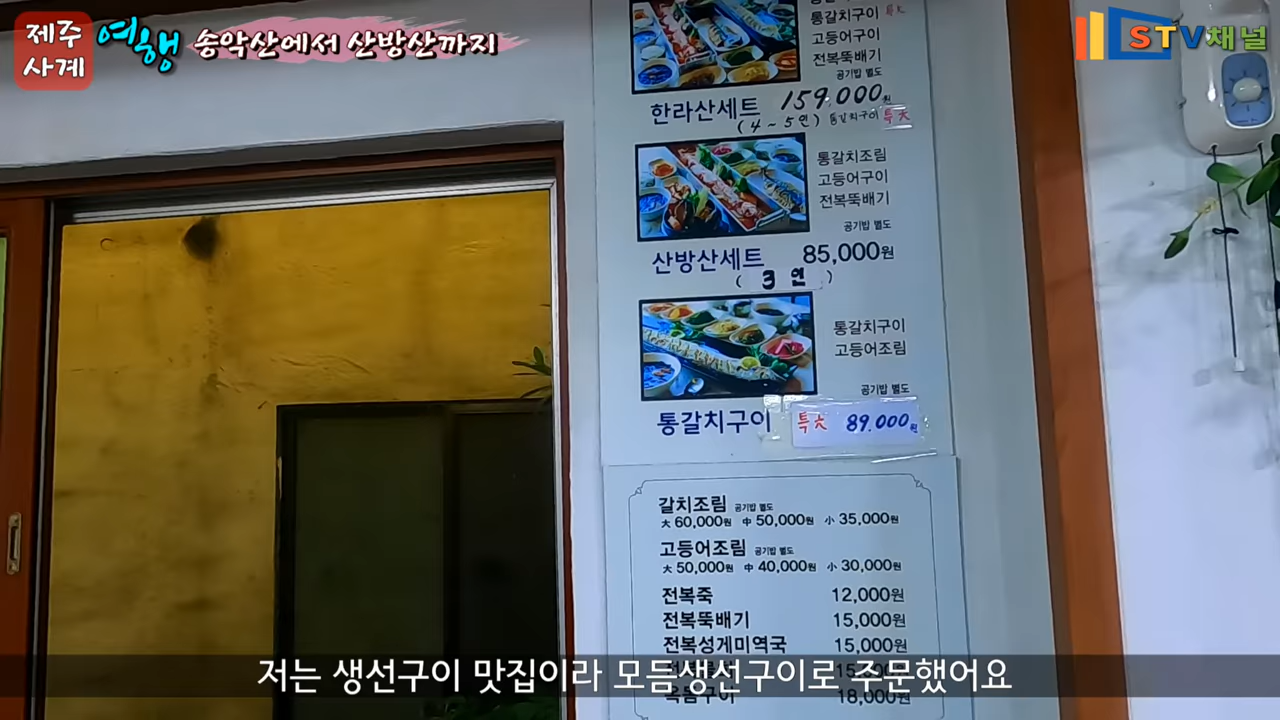 제주
사계
여행
송악산에서 산방산까지
STV채널
통갈치구이 특大
고등어구이
전복뚝배기
공기밥 별도
한라산세트 159,000원
(4~5인) 통갈치구이 특大
통갈치조림
고등어구이
전복뚝배기
공기밥 별도
산방산세트 85,000원
(3인)
통갈치구이
고등어조림
공기밥 별도
통갈치구이 특大 89.000원
갈치조림 공기밥 별도
大 60,000원 中 50,000원 小 35,000원
고등어조림 공기밥 별도
大 50,000원 中 40,000원 小 30,000원
전복죽 12,000원
전복뚝배기 15,000원
전복성게미역국 15,000원
옥돔구이 18,000원
저는 생선구이 맛집이라 모듬생선구이로 주문했어요